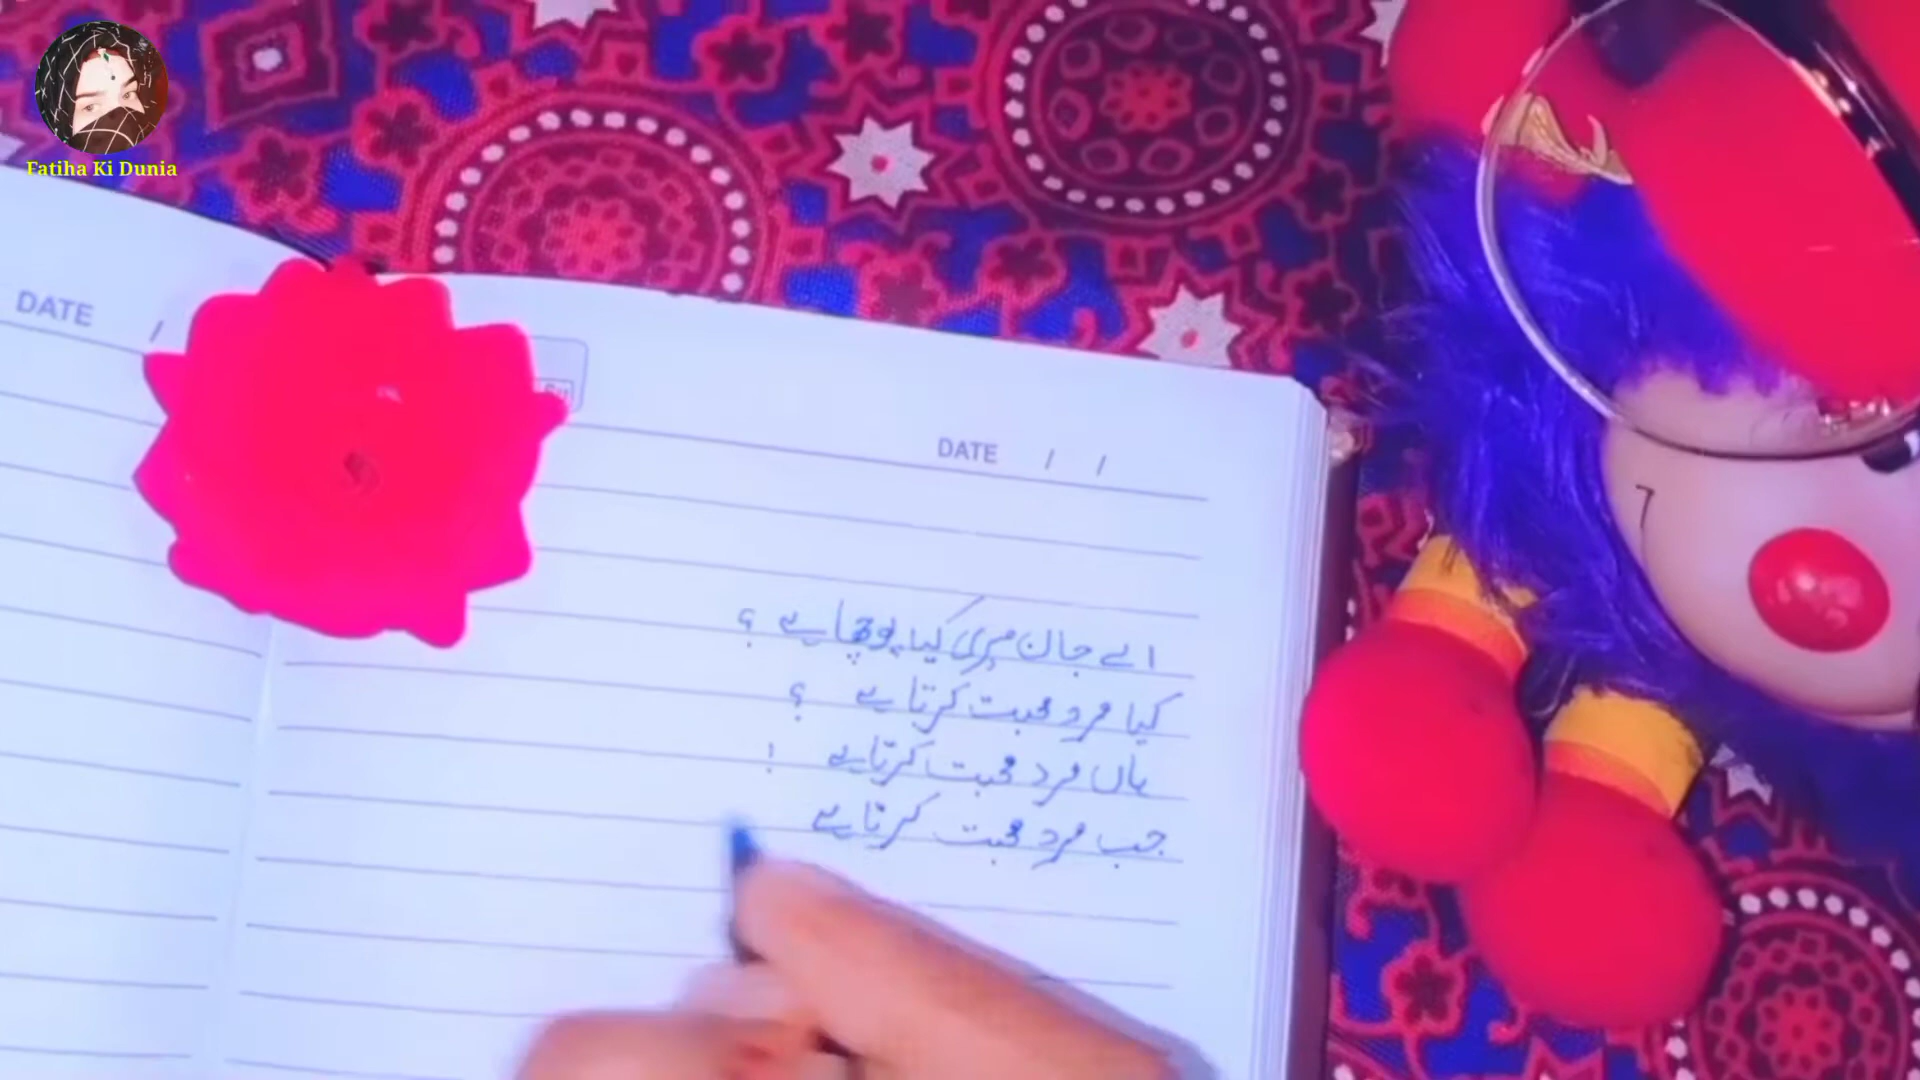 Fatiha Ki Dunia
DATE /
DATE / /
اے جان میری کیا پوچھا ہے ؟
کیا مرد محبت کرتا ہے ؟
ہاں مرد محبت کرتا ہے !
جب مرد محبت کرتا ہے